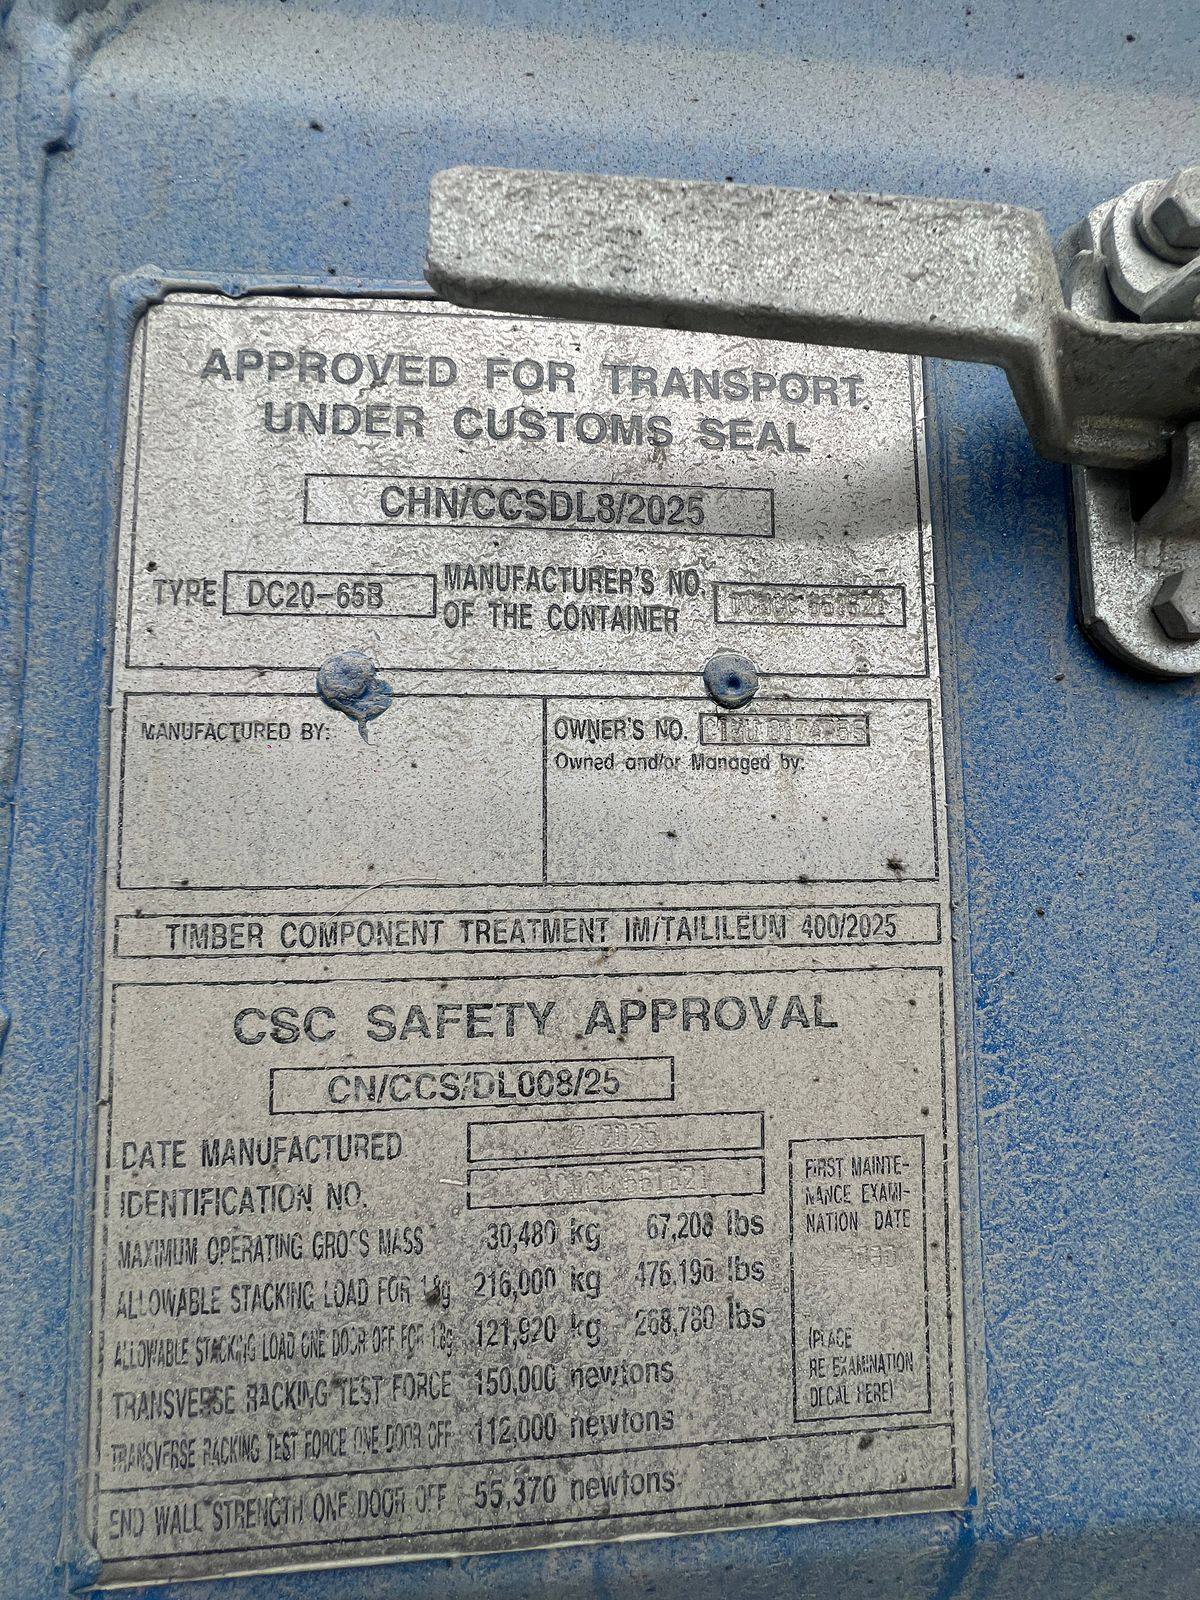 APPROVED FOR TRANSPORT
UNDER CUSTOMS SEAL
CHN/CCSDL8/2025
TYPE DC20-65B MANUFACTURER'S NO.
OF THE CONTAINER
MANUFACTURED BY:
OWNER'S NO.
Owned and/or Managed by:
TIMBER COMPONENT TREATMENT IM/TAILILEUM 400/2025
CSC SAFETY APPROVAL
CN/CCS/DL008/25
DATE MANUFACTURED
IDENTIFICATION NO.
MAXIMUM OPERATING GROSS MASS 30,480 kg 67,208 lbs
ALLOWABLE STACKING LOAD FOR 1.8g 216,000 kg 476,190 lbs
ALLOWABLE STACKING LOAD ONE DOOR OFF FOR 1.8g 121,920 kg 268,780 lbs
TRANSVERSE RACKING TEST FORCE 150,000 newtons
TRANSVERSE RACKING TEST FORCE ONE DOOR OFF 112,000 newtons
END WALL STRENGTH ONE DOOR OFF 55,370 newtons
FIRST MAINTE-
NANCE EXAMI-
NATION DATE
(PLACE
RE-EXAMINATION
DECAL HERE)